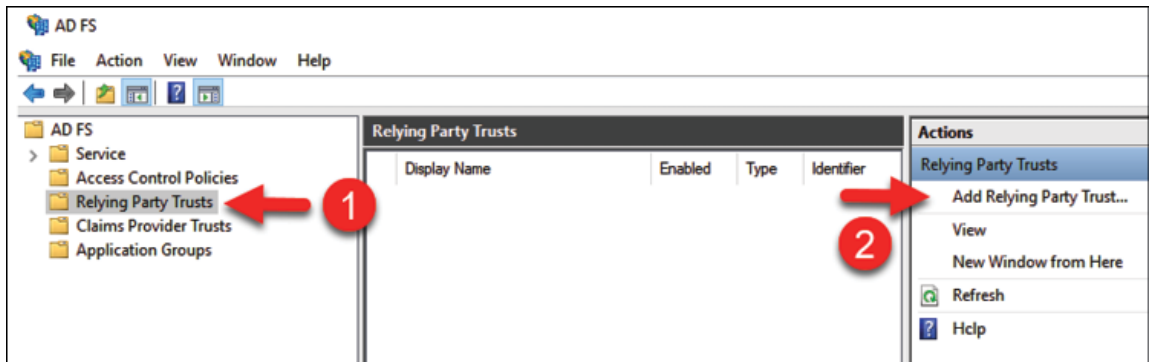 AD FS
File Action View Window Help
AD FS
Service
Access Control Policies
Relying Party Trusts
Claims Provider Trusts
Application Groups
1
Relying Party Trusts
Display Name Enabled Type Identifier
2
Actions
Relying Party Trusts
Add Relying Party Trust...
View
New Window from Here
Refresh
Help